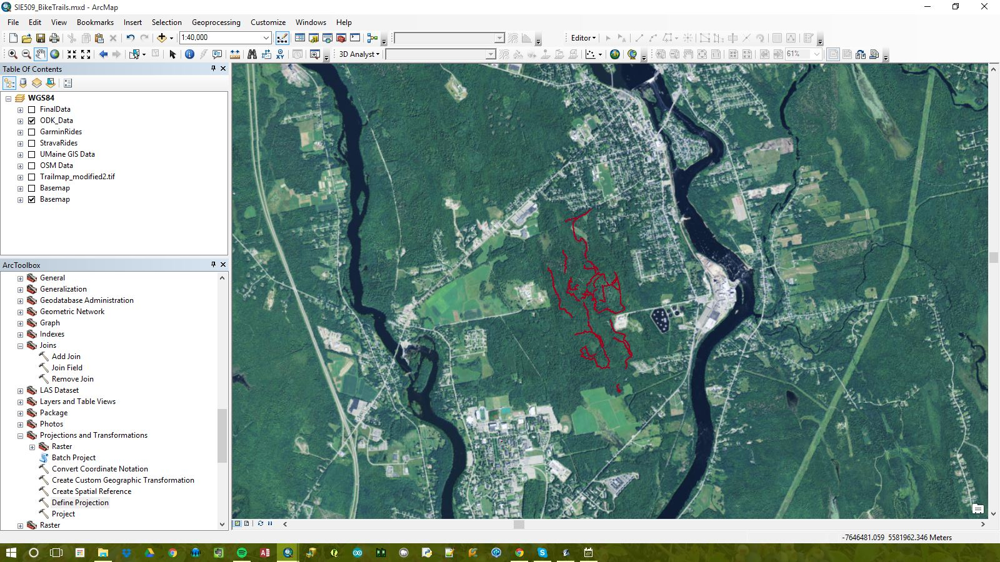 SIE509_BikeTrails.mxd - ArcMap
File Edit View Bookmarks Insert Selection Geoprocessing Customize Windows Help
1:40,000
Editor
3D Analyst
61%
Table Of Contents
WGS84
FinalData
ODK_Data
GarminRides
StravaRides
UMaine GIS Data
OSM Data
Trailmap_modified2.tif
Basemap
Basemap
ArcToolbox
General
Generalization
Geodatabase Administration
Geometric Network
Graph
Indexes
Joins
Add Join
Join Field
Remove Join
LAS Dataset
Layers and Table Views
Package
Photos
Projections and Transformations
Raster
Batch Project
Convert Coordinate Notation
Create Custom Geographic Transformation
Create Spatial Reference
Define Projection
Project
Raster
-7646481.059 5581962.346 Meters